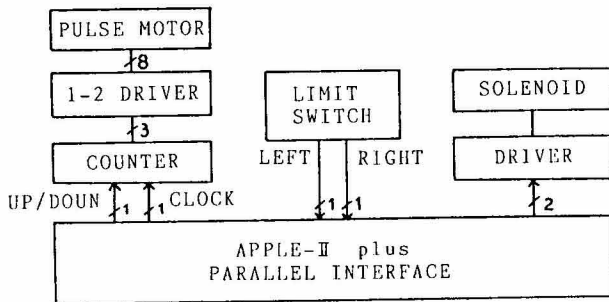 PULSE MOTOR
8
1-2 DRIVER
3
COUNTER
UP/DOUN
1
1
CLOCK
LIMIT
SWITCH
LEFT
RIGHT
1
1
SOLENOID
DRIVER
2
APPLE-II plus
PARALLEL INTERFACE